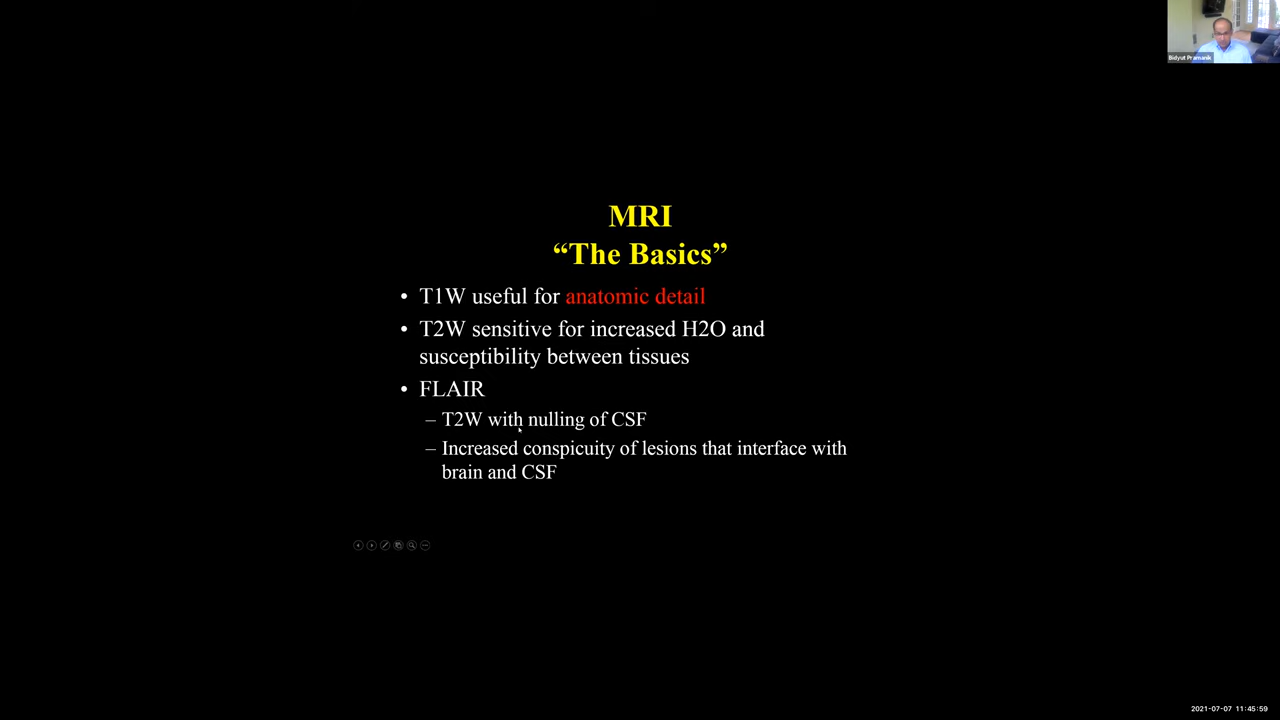 Bidyut Pramanik
MRI
“The Basics”
• T1W useful for anatomic detail
• T2W sensitive for increased H2O and
susceptibility between tissues
• FLAIR
– T2W with nulling of CSF
– Increased conspicuity of lesions that interface with
brain and CSF
2021-07-07 11:45:59